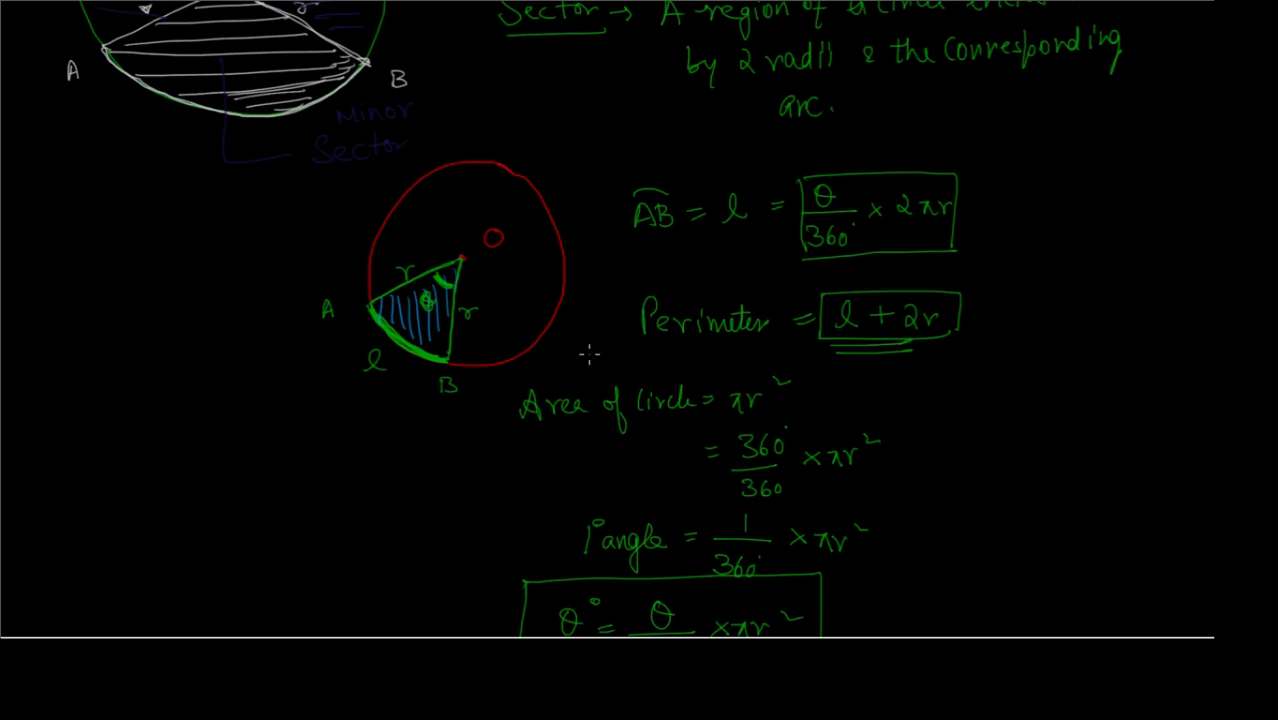 Sector → A region of a
by 2 radii & the corresponding
arc.
A
B
r
Minor
Sector
O
r
θ
r
A
l
B
AB = l = θ/360° × 2πr
Perimeter = l + 2r
Area of circle = πr²
= 360°/360 × πr²
1° angle = 1/360° × πr²
θ° = θ × πr²